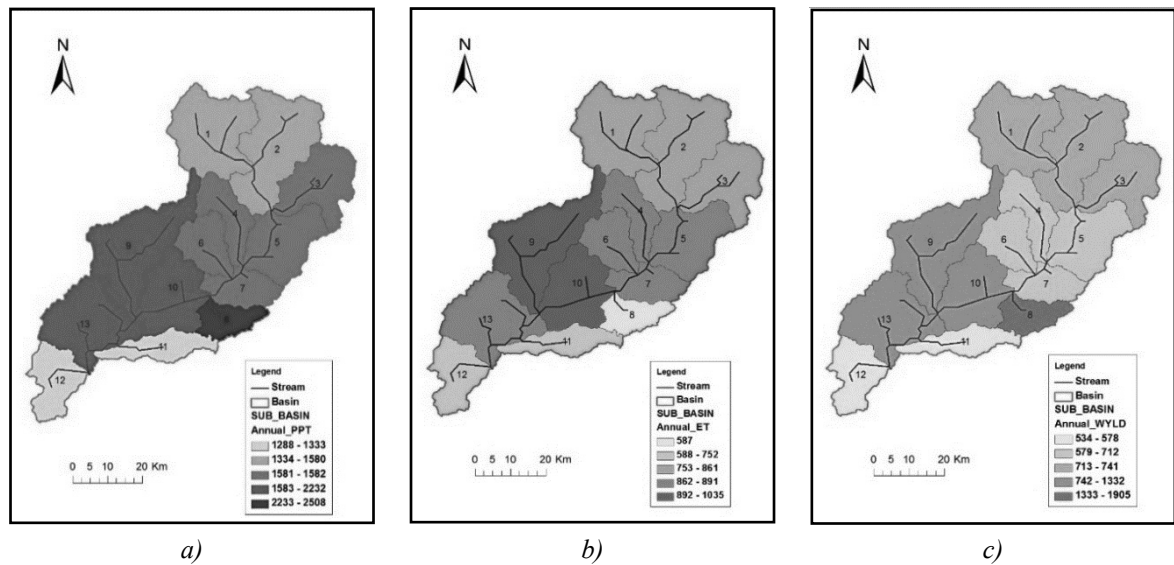 N
1
2
3
4
5
6
7
8
9
10
11
12
13
Legend
Stream
Basin
SUB_BASIN
Annual_PPT
1288 - 1333
1334 - 1580
1581 - 1582
1583 - 2232
2233 - 2508
0 5 10 20 Km
a)
N
1
2
3
4
5
6
7
8
9
10
11
12
13
Legend
Stream
Basin
SUB_BASIN
Annual_ET
587
588 - 752
753 - 861
862 - 891
892 - 1035
0 5 10 20 Km
b)
N
1
2
3
4
5
6
7
8
9
10
11
12
13
Legend
Stream
Basin
SUB_BASIN
Annual_WYLD
534 - 578
579 - 712
713 - 741
742 - 1332
1333 - 1905
0 5 10 20 Km
c)